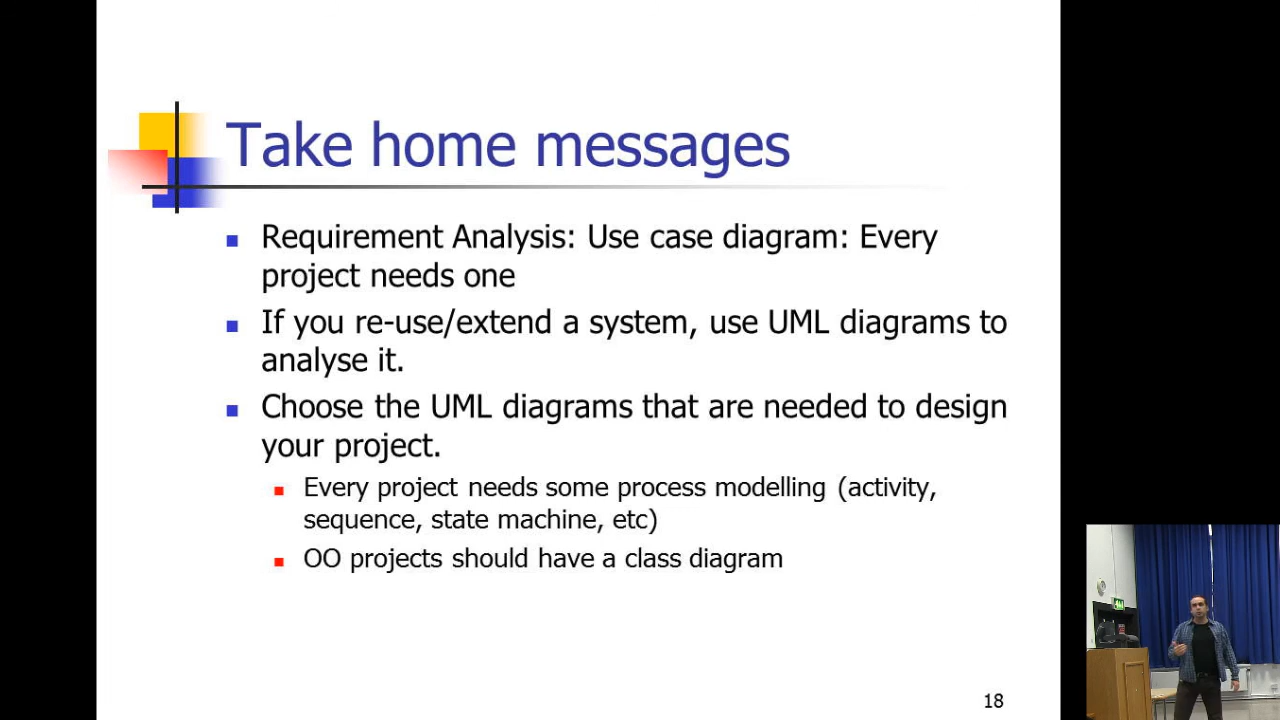 Take home messages
Requirement Analysis: Use case diagram: Every
project needs one
If you re-use/extend a system, use UML diagrams to
analyse it.
Choose the UML diagrams that are needed to design
your project.
Every project needs some process modelling (activity,
sequence, state machine, etc)
OO projects should have a class diagram
18